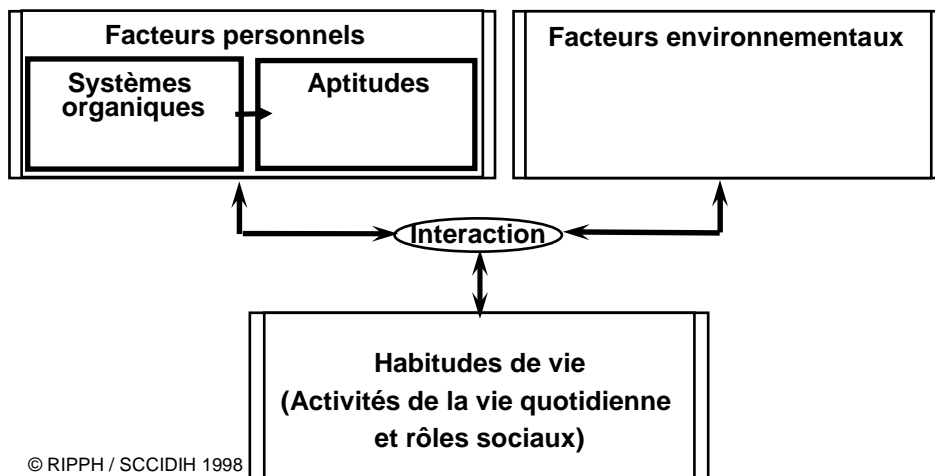 Facteurs personnels
Systèmes
organiques
Aptitudes
Facteurs environnementaux
Interaction
Habitudes de vie
(Activités de la vie quotidienne
et rôles sociaux)
© RIPPH / SCCIDIH 1998